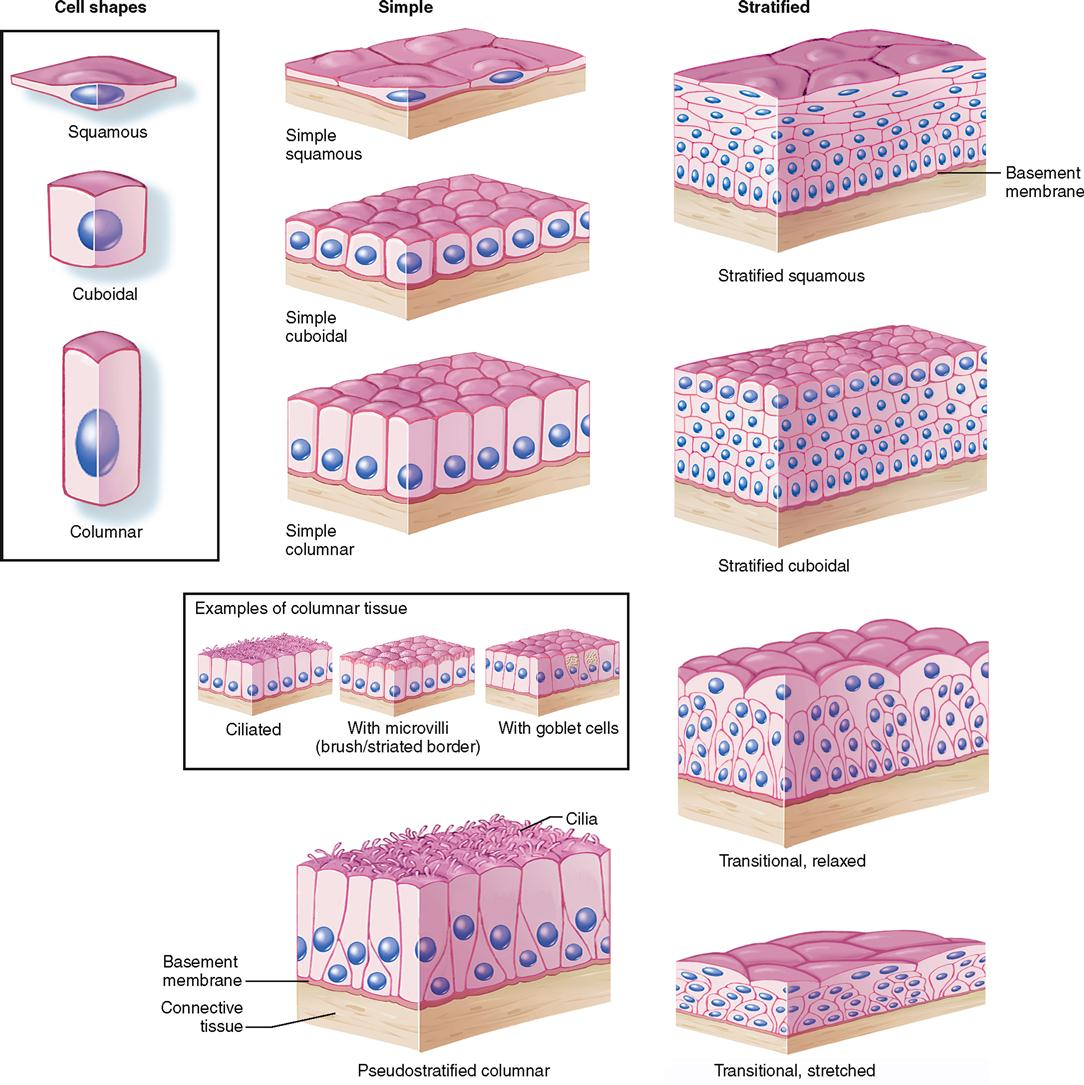 Cell shapes
Simple
Stratified
Squamous
Cuboidal
Columnar
Simple
squamous
Simple
cuboidal
Simple
columnar
Basement
membrane
Stratified squamous
Stratified cuboidal
Examples of columnar tissue
Ciliated
With microvilli
(brush/striated border)
With goblet cells
Transitional, relaxed
Cilia
Basement
membrane
Connective
tissue
Pseudostratified columnar
Transitional, stretched